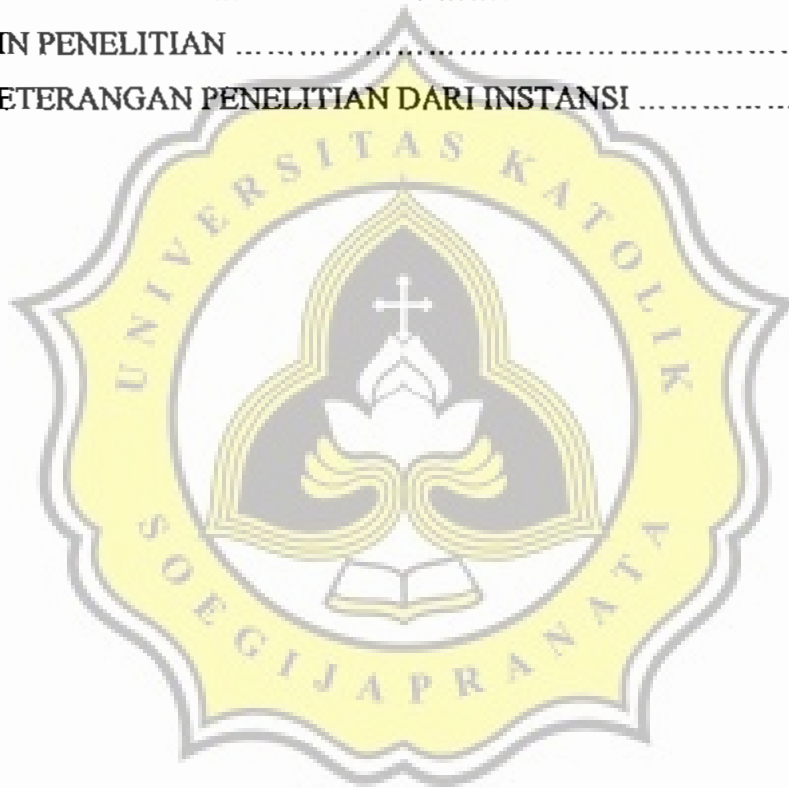 IN PENELITIAN ……………………………………………
ETERANGAN PENELITIAN DARI INSTANSI ……………
UNIVERSITAS KATOLIK
SOEGIJAPRANATA